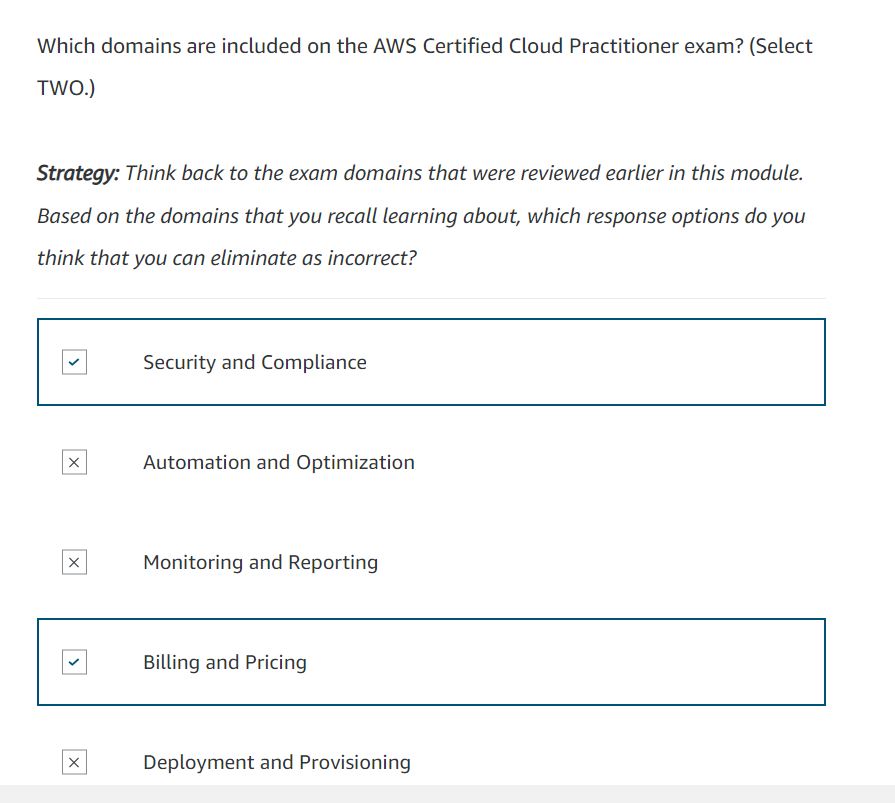 Which domains are included on the AWS Certified Cloud Practitioner exam? (Select
TWO.)
Strategy: Think back to the exam domains that were reviewed earlier in this module.
Based on the domains that you recall learning about, which response options do you
think that you can eliminate as incorrect?
Security and Compliance
Automation and Optimization
Monitoring and Reporting
Billing and Pricing
Deployment and Provisioning